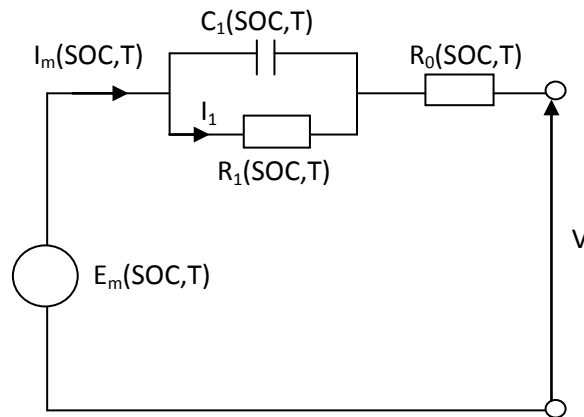 C₁(SOC,T)
Iₘ(SOC,T)
R₀(SOC,T)
I₁
R₁(SOC,T)
V
Eₘ(SOC,T)